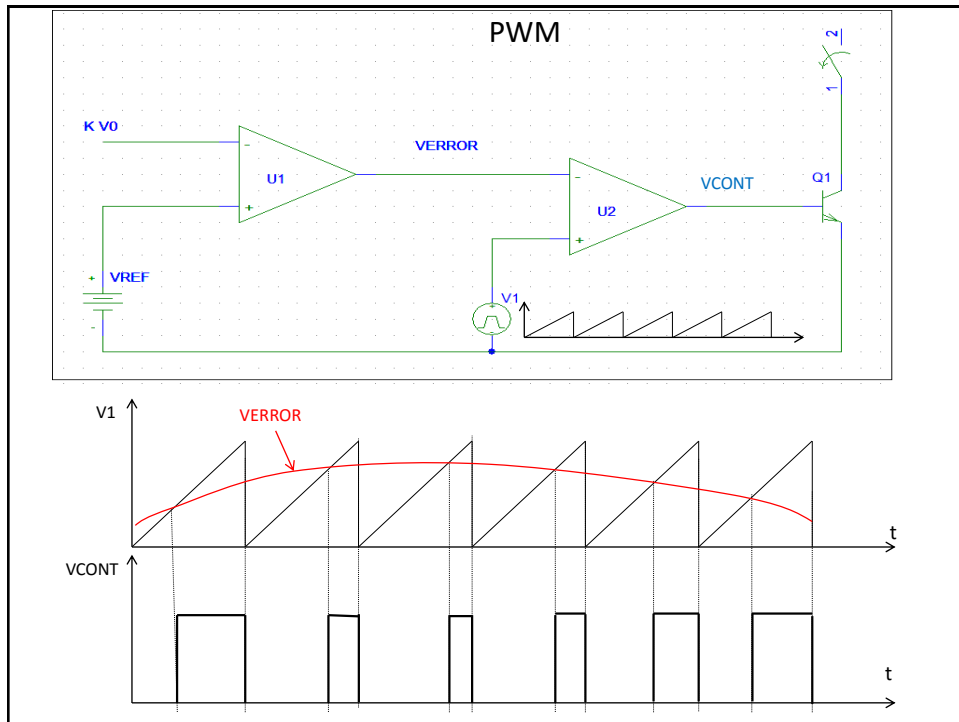 PWM
2
1
K V0
-
U1
+
VERROR
-
U2
+
VCONT
Q1
+
VREF
-
V1
+
-
V1
VERROR
t
VCONT
t